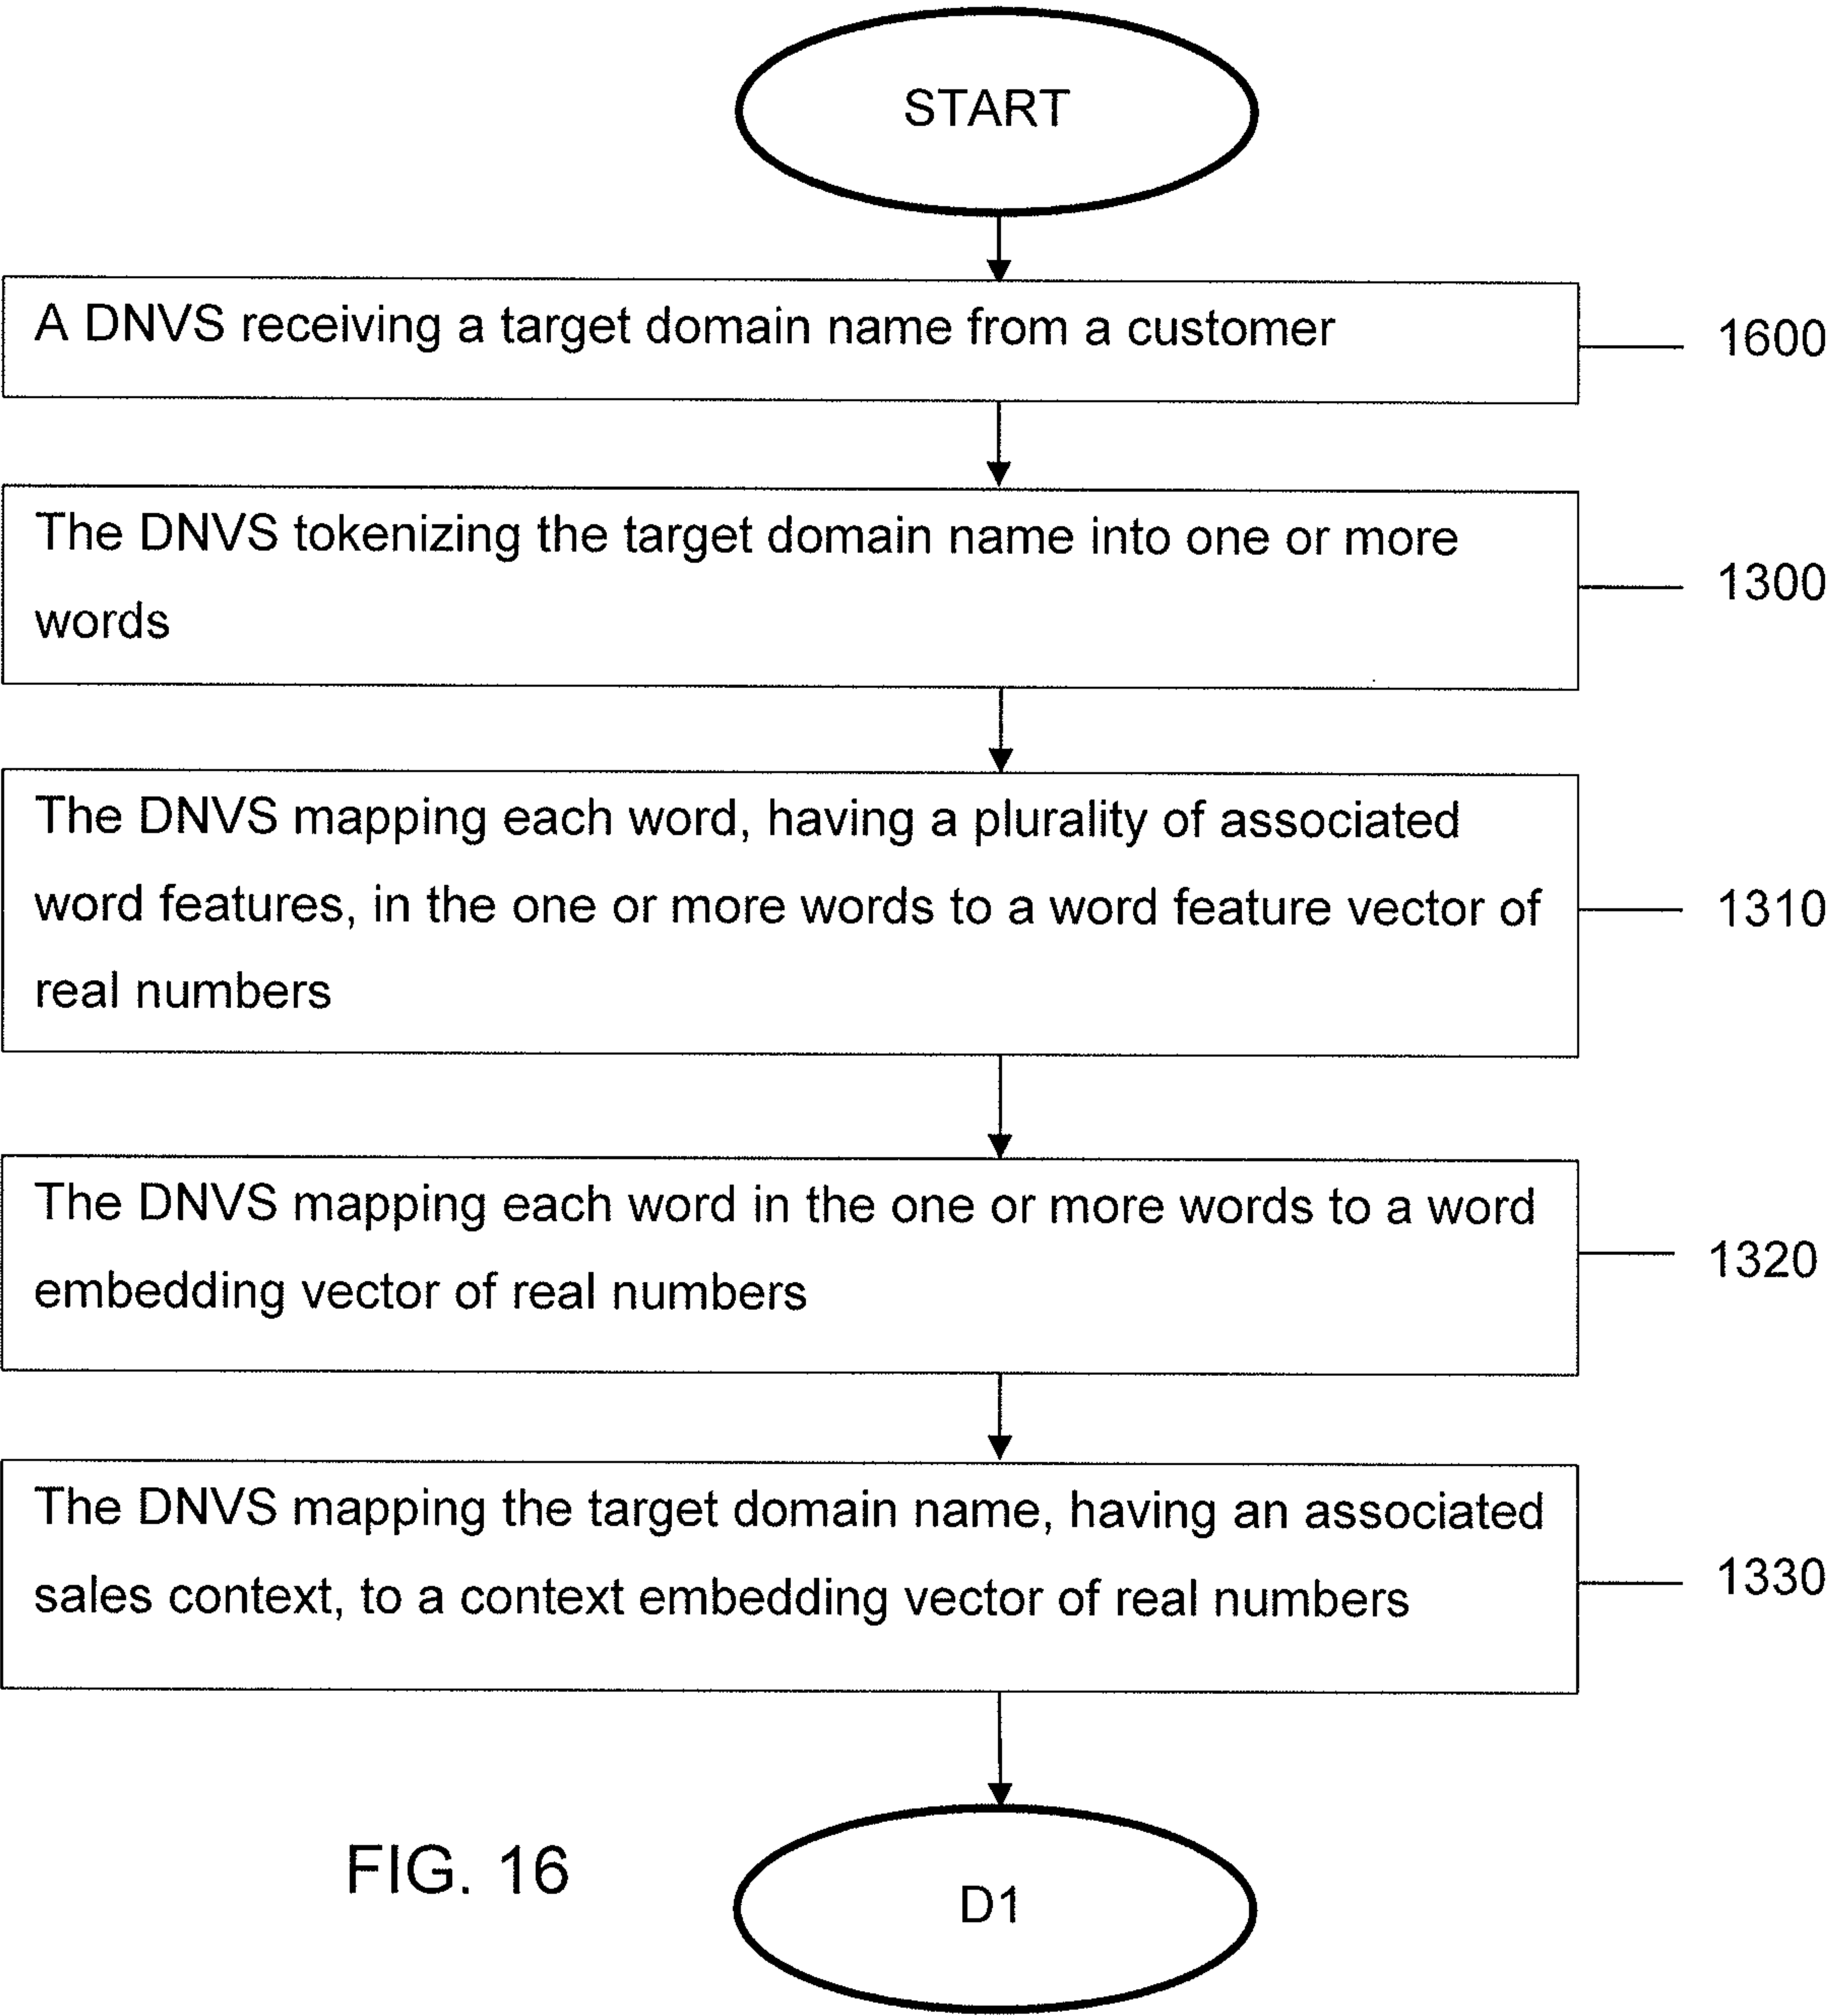 START
A DNVS receiving a target domain name from a customer
1600
The DNVS tokenizing the target domain name into one or more
words
1300
The DNVS mapping each word, having a plurality of associated
word features, in the one or more words to a word feature vector of
real numbers
1310
The DNVS mapping each word in the one or more words to a word
embedding vector of real numbers
1320
The DNVS mapping the target domain name, having an associated
sales context, to a context embedding vector of real numbers
1330
FIG. 16
D1